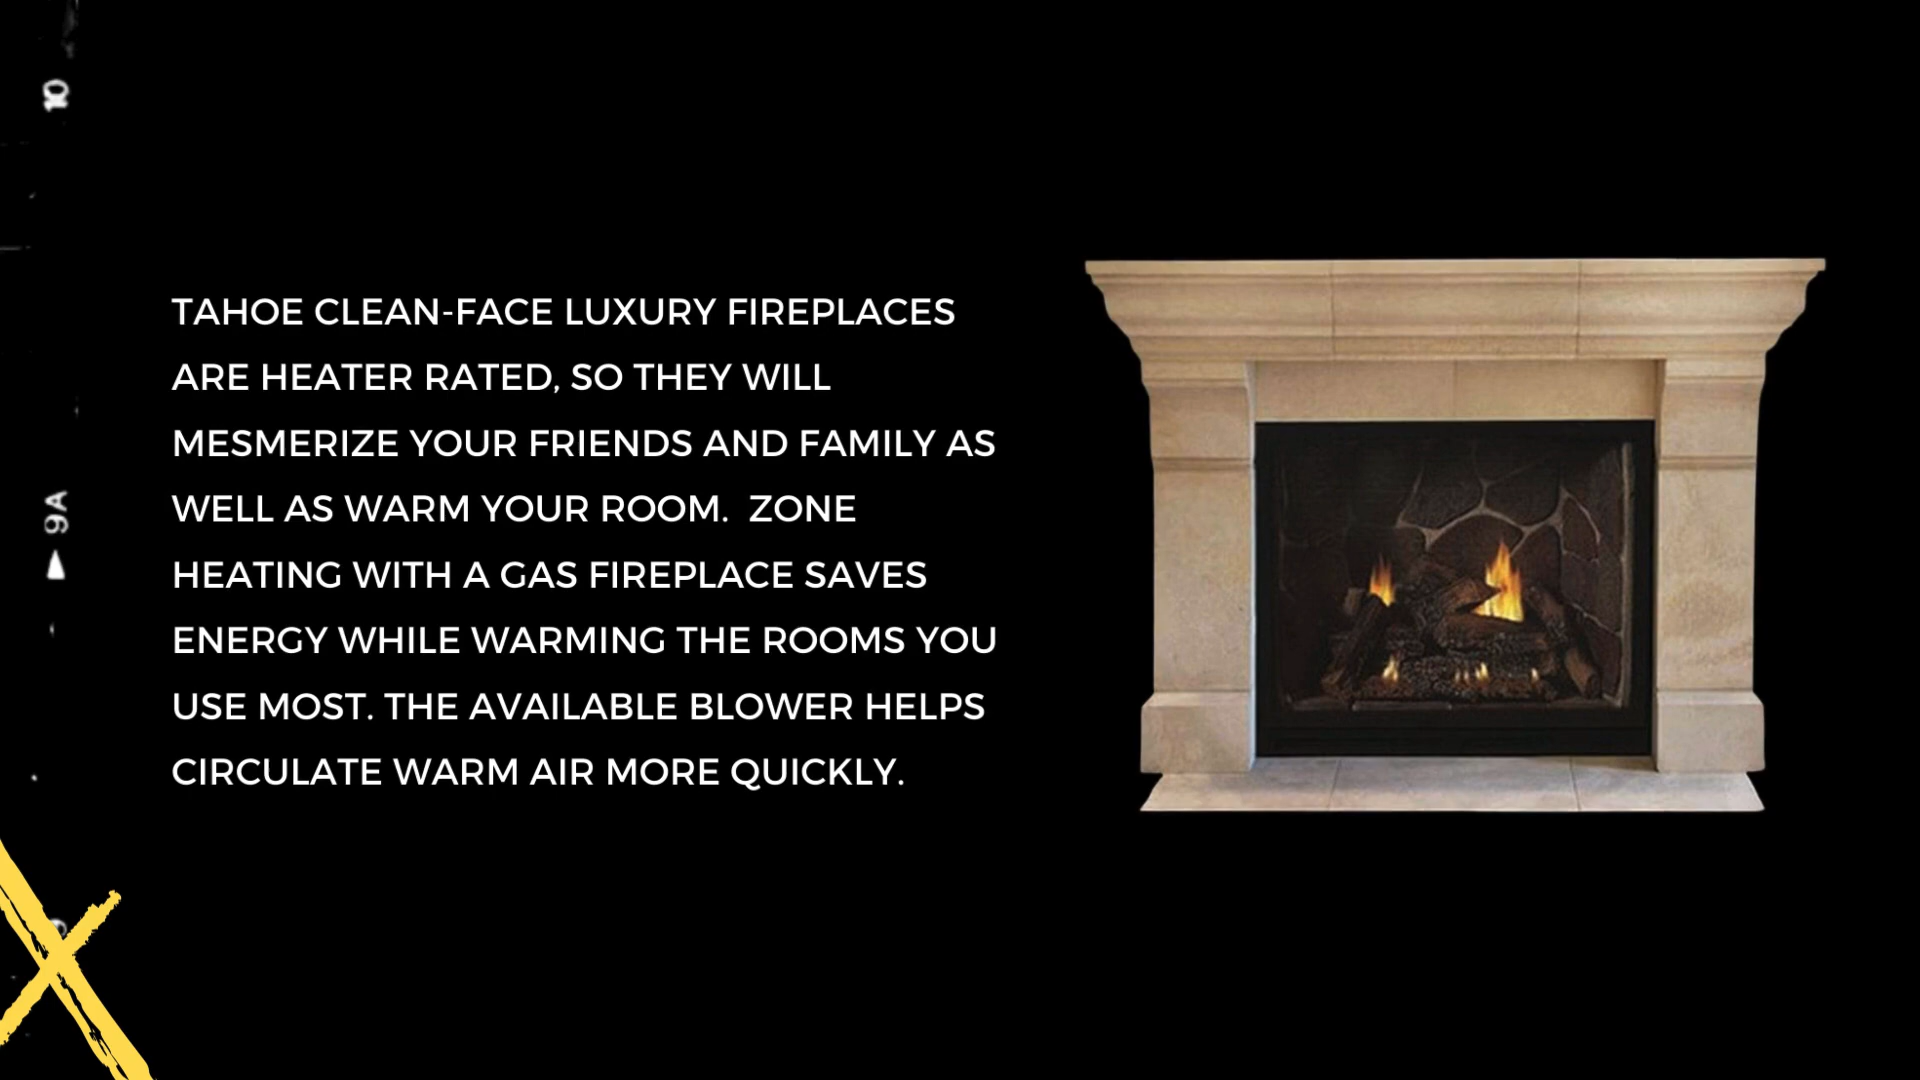 TAHOE CLEAN-FACE LUXURY FIREPLACES
ARE HEATER RATED, SO THEY WILL
MESMERIZE YOUR FRIENDS AND FAMILY AS
WELL AS WARM YOUR ROOM. ZONE
HEATING WITH A GAS FIREPLACE SAVES
ENERGY WHILE WARMING THE ROOMS YOU
USE MOST. THE AVAILABLE BLOWER HELPS
CIRCULATE WARM AIR MORE QUICKLY.
10
9A